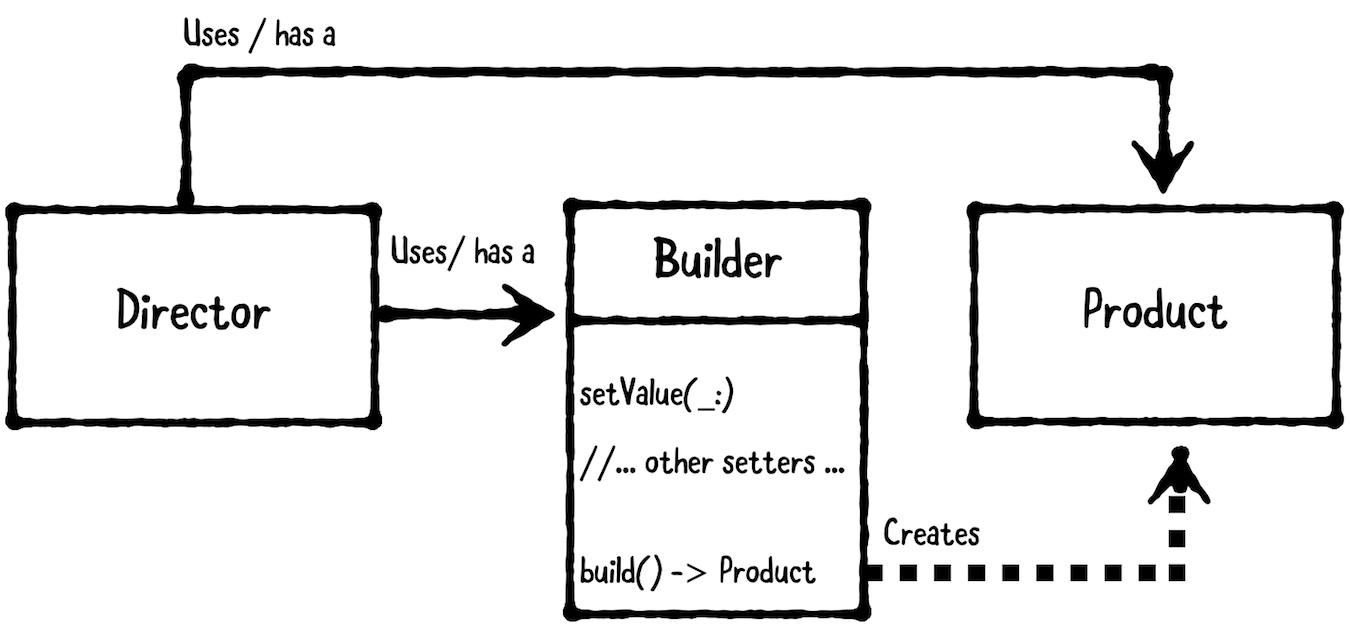 Uses / has a
Director
Uses/ has a
Builder
setValue(_:)
//... other setters ...
build() -> Product
Creates
Product